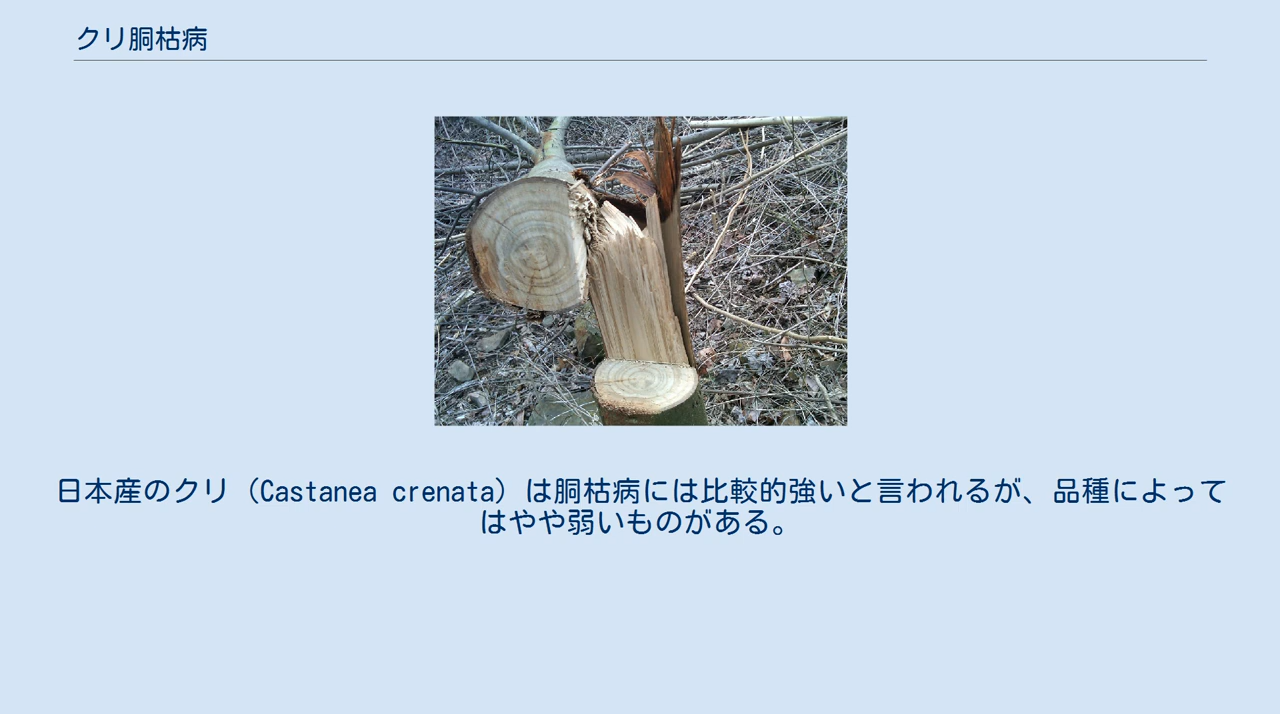 クリ胴枯病
日本産のクリ（Castanea crenata）は胴枯病には比較的強いと言われるが、品種によって
はやや弱いものがある。